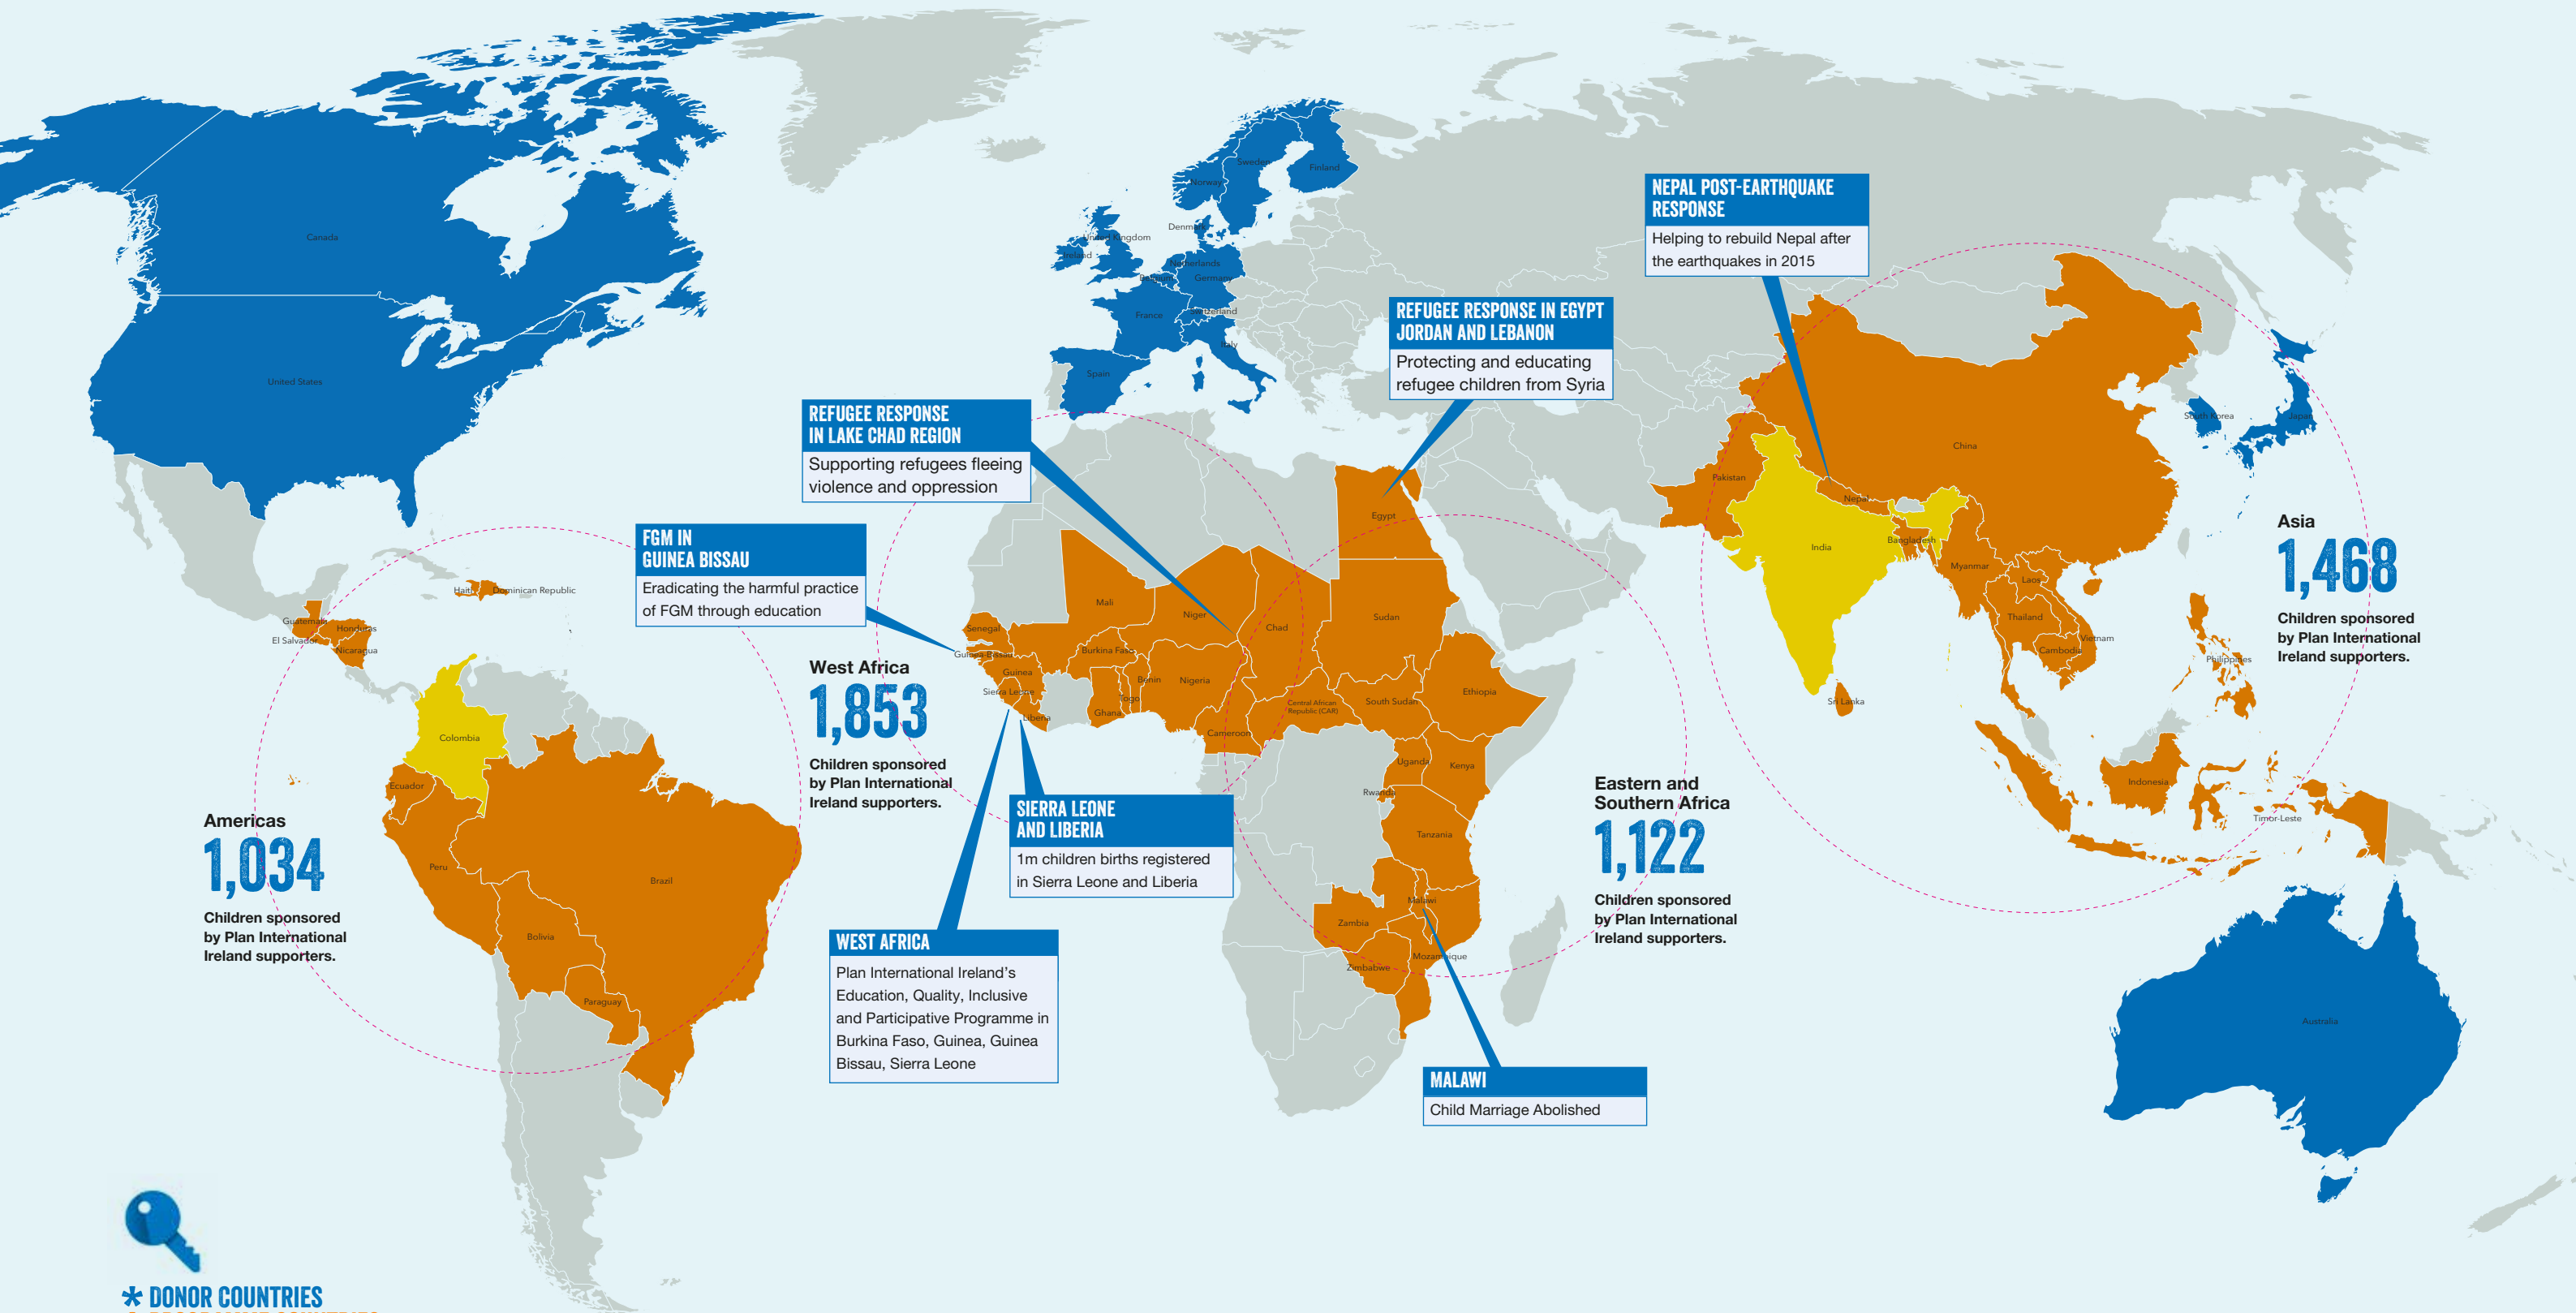 Canada
United States
Sweden
Finland
Norway
Denmark
United Kingdom
Ireland
Netherlands
Belgium
Germany
France
Switzerland
Italy
Spain
NEPAL POST-EARTHQUAKE
RESPONSE
Helping to rebuild Nepal after
the earthquakes in 2015
REFUGEE RESPONSE IN EGYPT
JORDAN AND LEBANON
Protecting and educating
refugee children from Syria
REFUGEE RESPONSE
IN LAKE CHAD REGION
Supporting refugees fleeing
violence and oppression
FGM IN
GUINEA BISSAU
Eradicating the harmful practice
of FGM through education
South Korea
Japan
China
Pakistan
Nepal
India
Bangladesh
Myanmar
Laos
Thailand
Vietnam
Cambodia
Philippines
Sri Lanka
Indonesia
Timor-Leste
Asia
1,468
Children sponsored
by Plan International
Ireland supporters.
Haiti
Dominican Republic
Guatemala
Honduras
El Salvador
Nicaragua
Colombia
Ecuador
Peru
Brazil
Bolivia
Paraguay
Americas
1,034
Children sponsored
by Plan International
Ireland supporters.
West Africa
1,853
Children sponsored
by Plan International
Ireland supporters.
Egypt
Mali
Niger
Chad
Sudan
Senegal
Guinea-Bissau
Burkina Faso
Guinea
Sierra Leone
Liberia
Ghana
Togo
Benin
Nigeria
Cameroon
Central African
Republic (CAR)
South Sudan
Ethiopia
Uganda
Kenya
Rwanda
Tanzania
Malawi
Zambia
Mozambique
Zimbabwe
Eastern and
Southern Africa
1,122
Children sponsored
by Plan International
Ireland supporters.
SIERRA LEONE
AND LIBERIA
1m children births registered
in Sierra Leone and Liberia
WEST AFRICA
Plan International Ireland's
Education, Quality, Inclusive
and Participative Programme in
Burkina Faso, Guinea, Guinea
Bissau, Sierra Leone
MALAWI
Child Marriage Abolished
Australia
* DONOR COUNTRIES